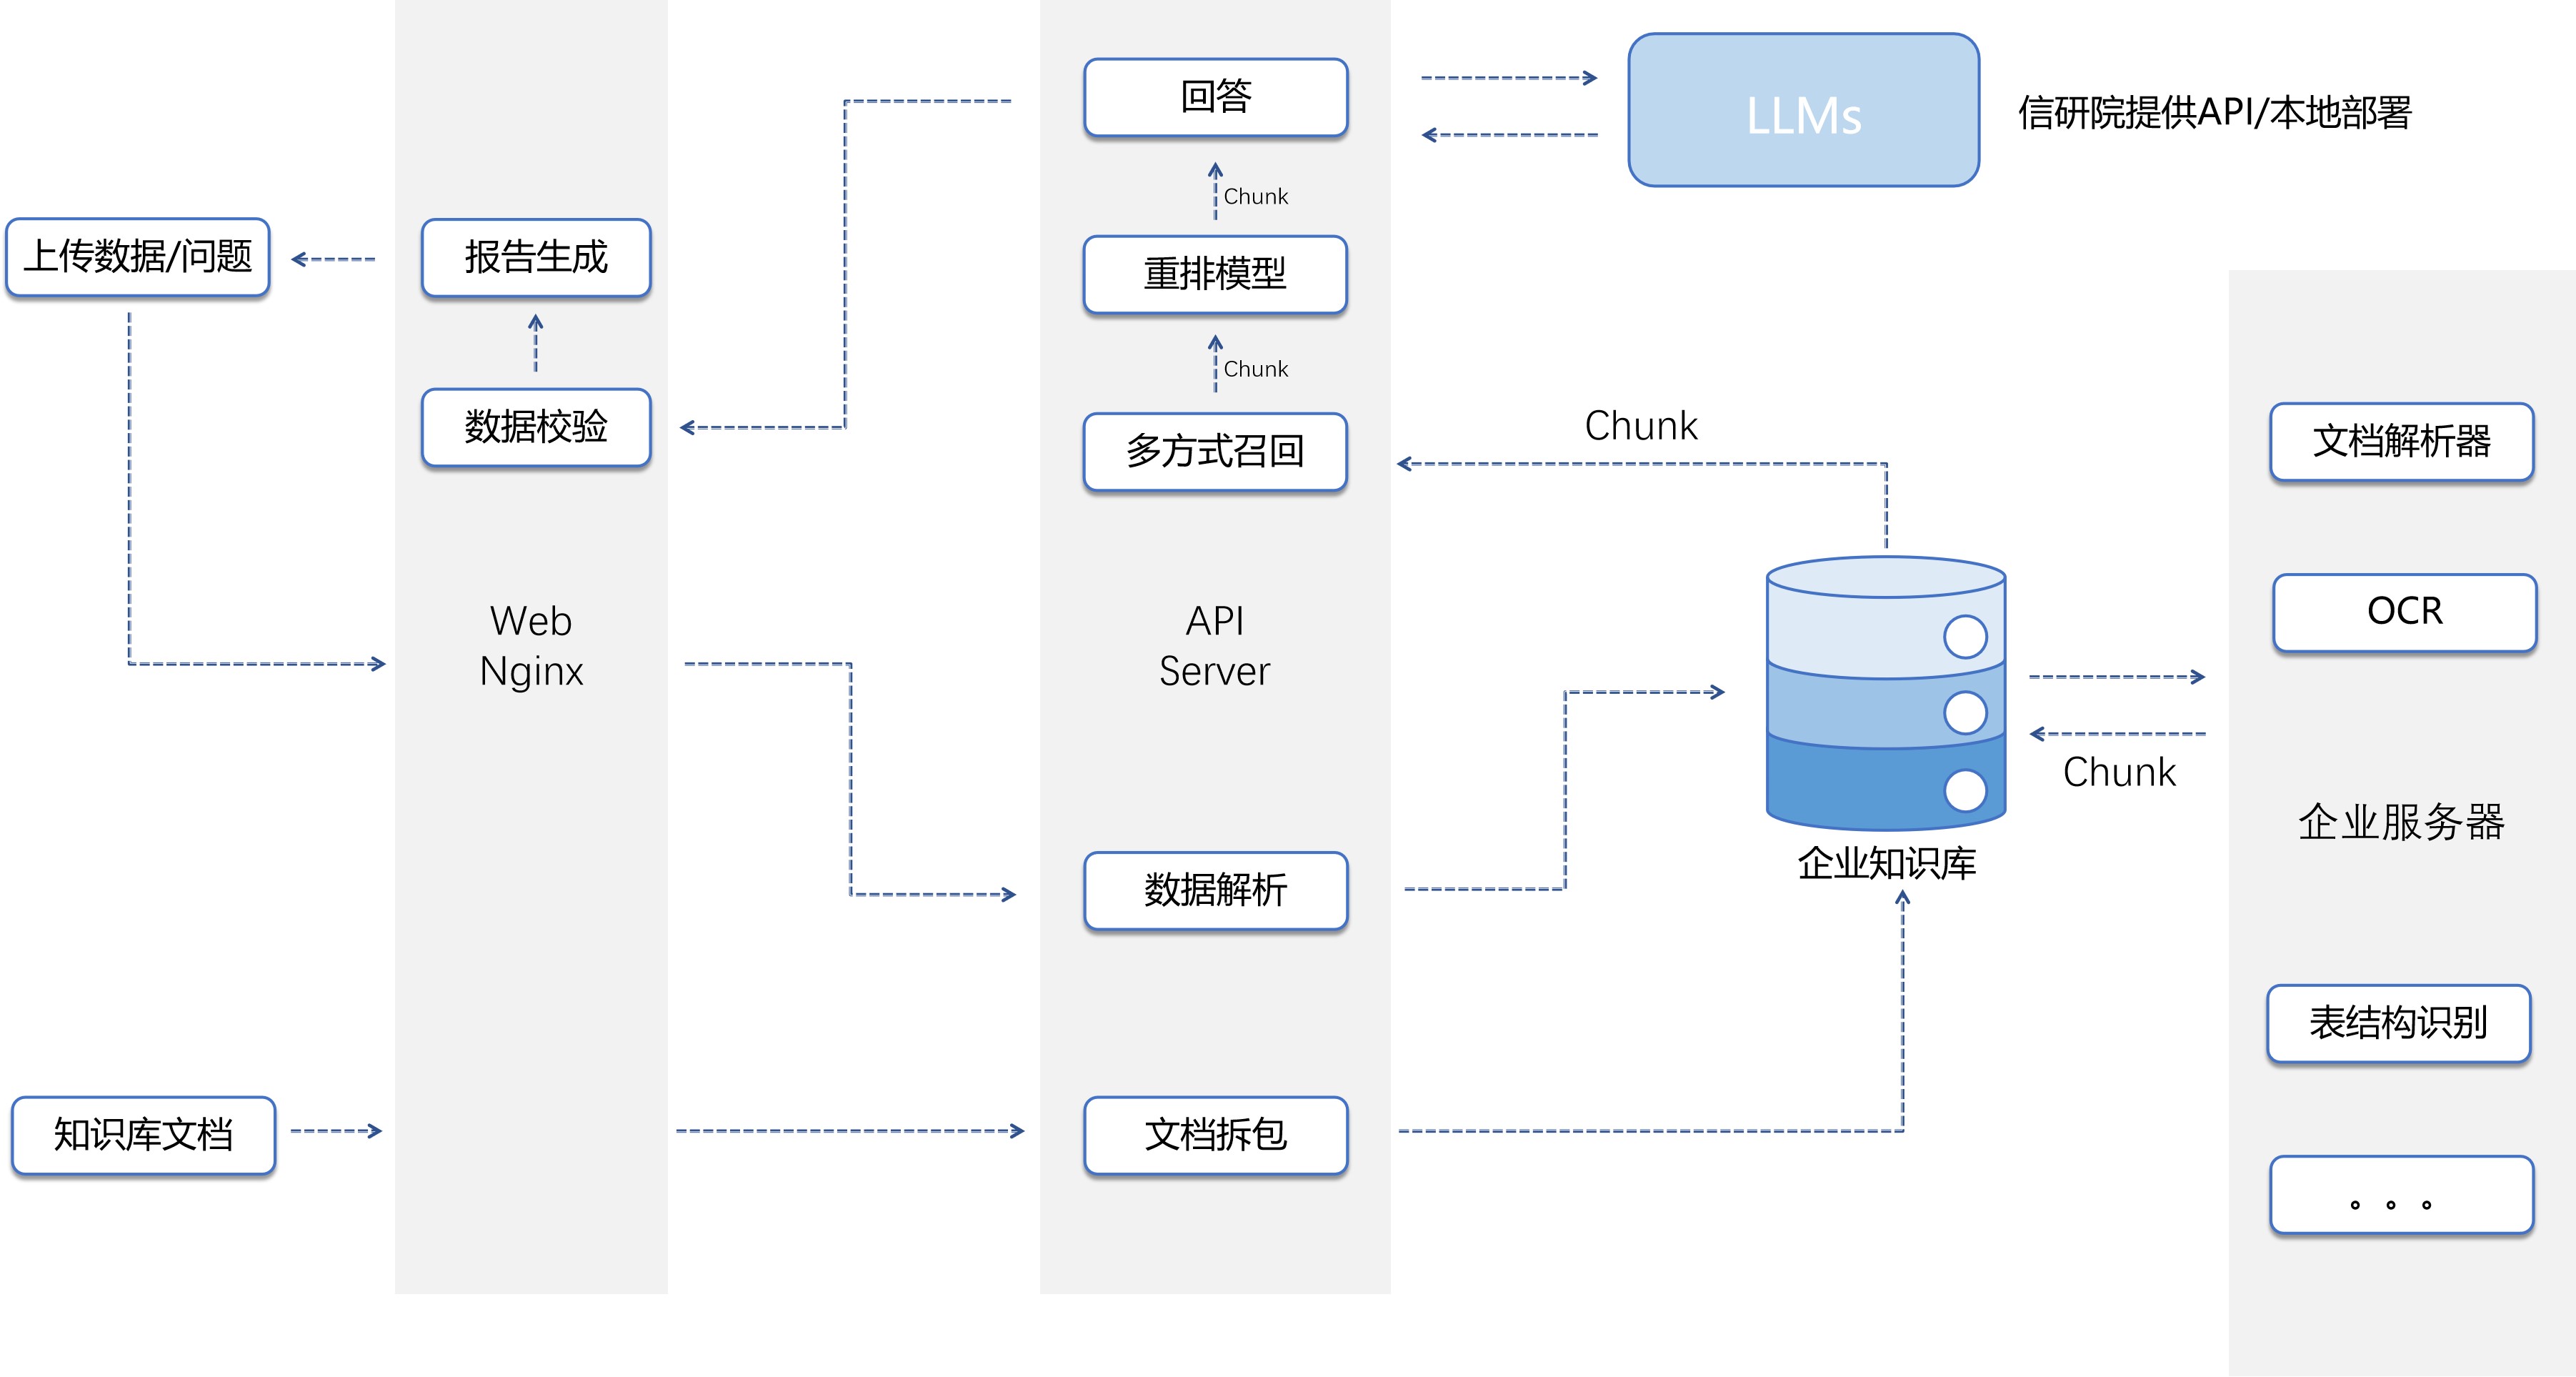 回答
LLMs
信研院提供API/本地部署
Chunk
上传数据/问题
报告生成
重排模型
Chunk
数据校验
多方式召回
Chunk
文档解析器
OCR
Web
Nginx
API
Server
Chunk
企业服务器
企业知识库
数据解析
表结构识别
知识库文档
文档拆包
。。。